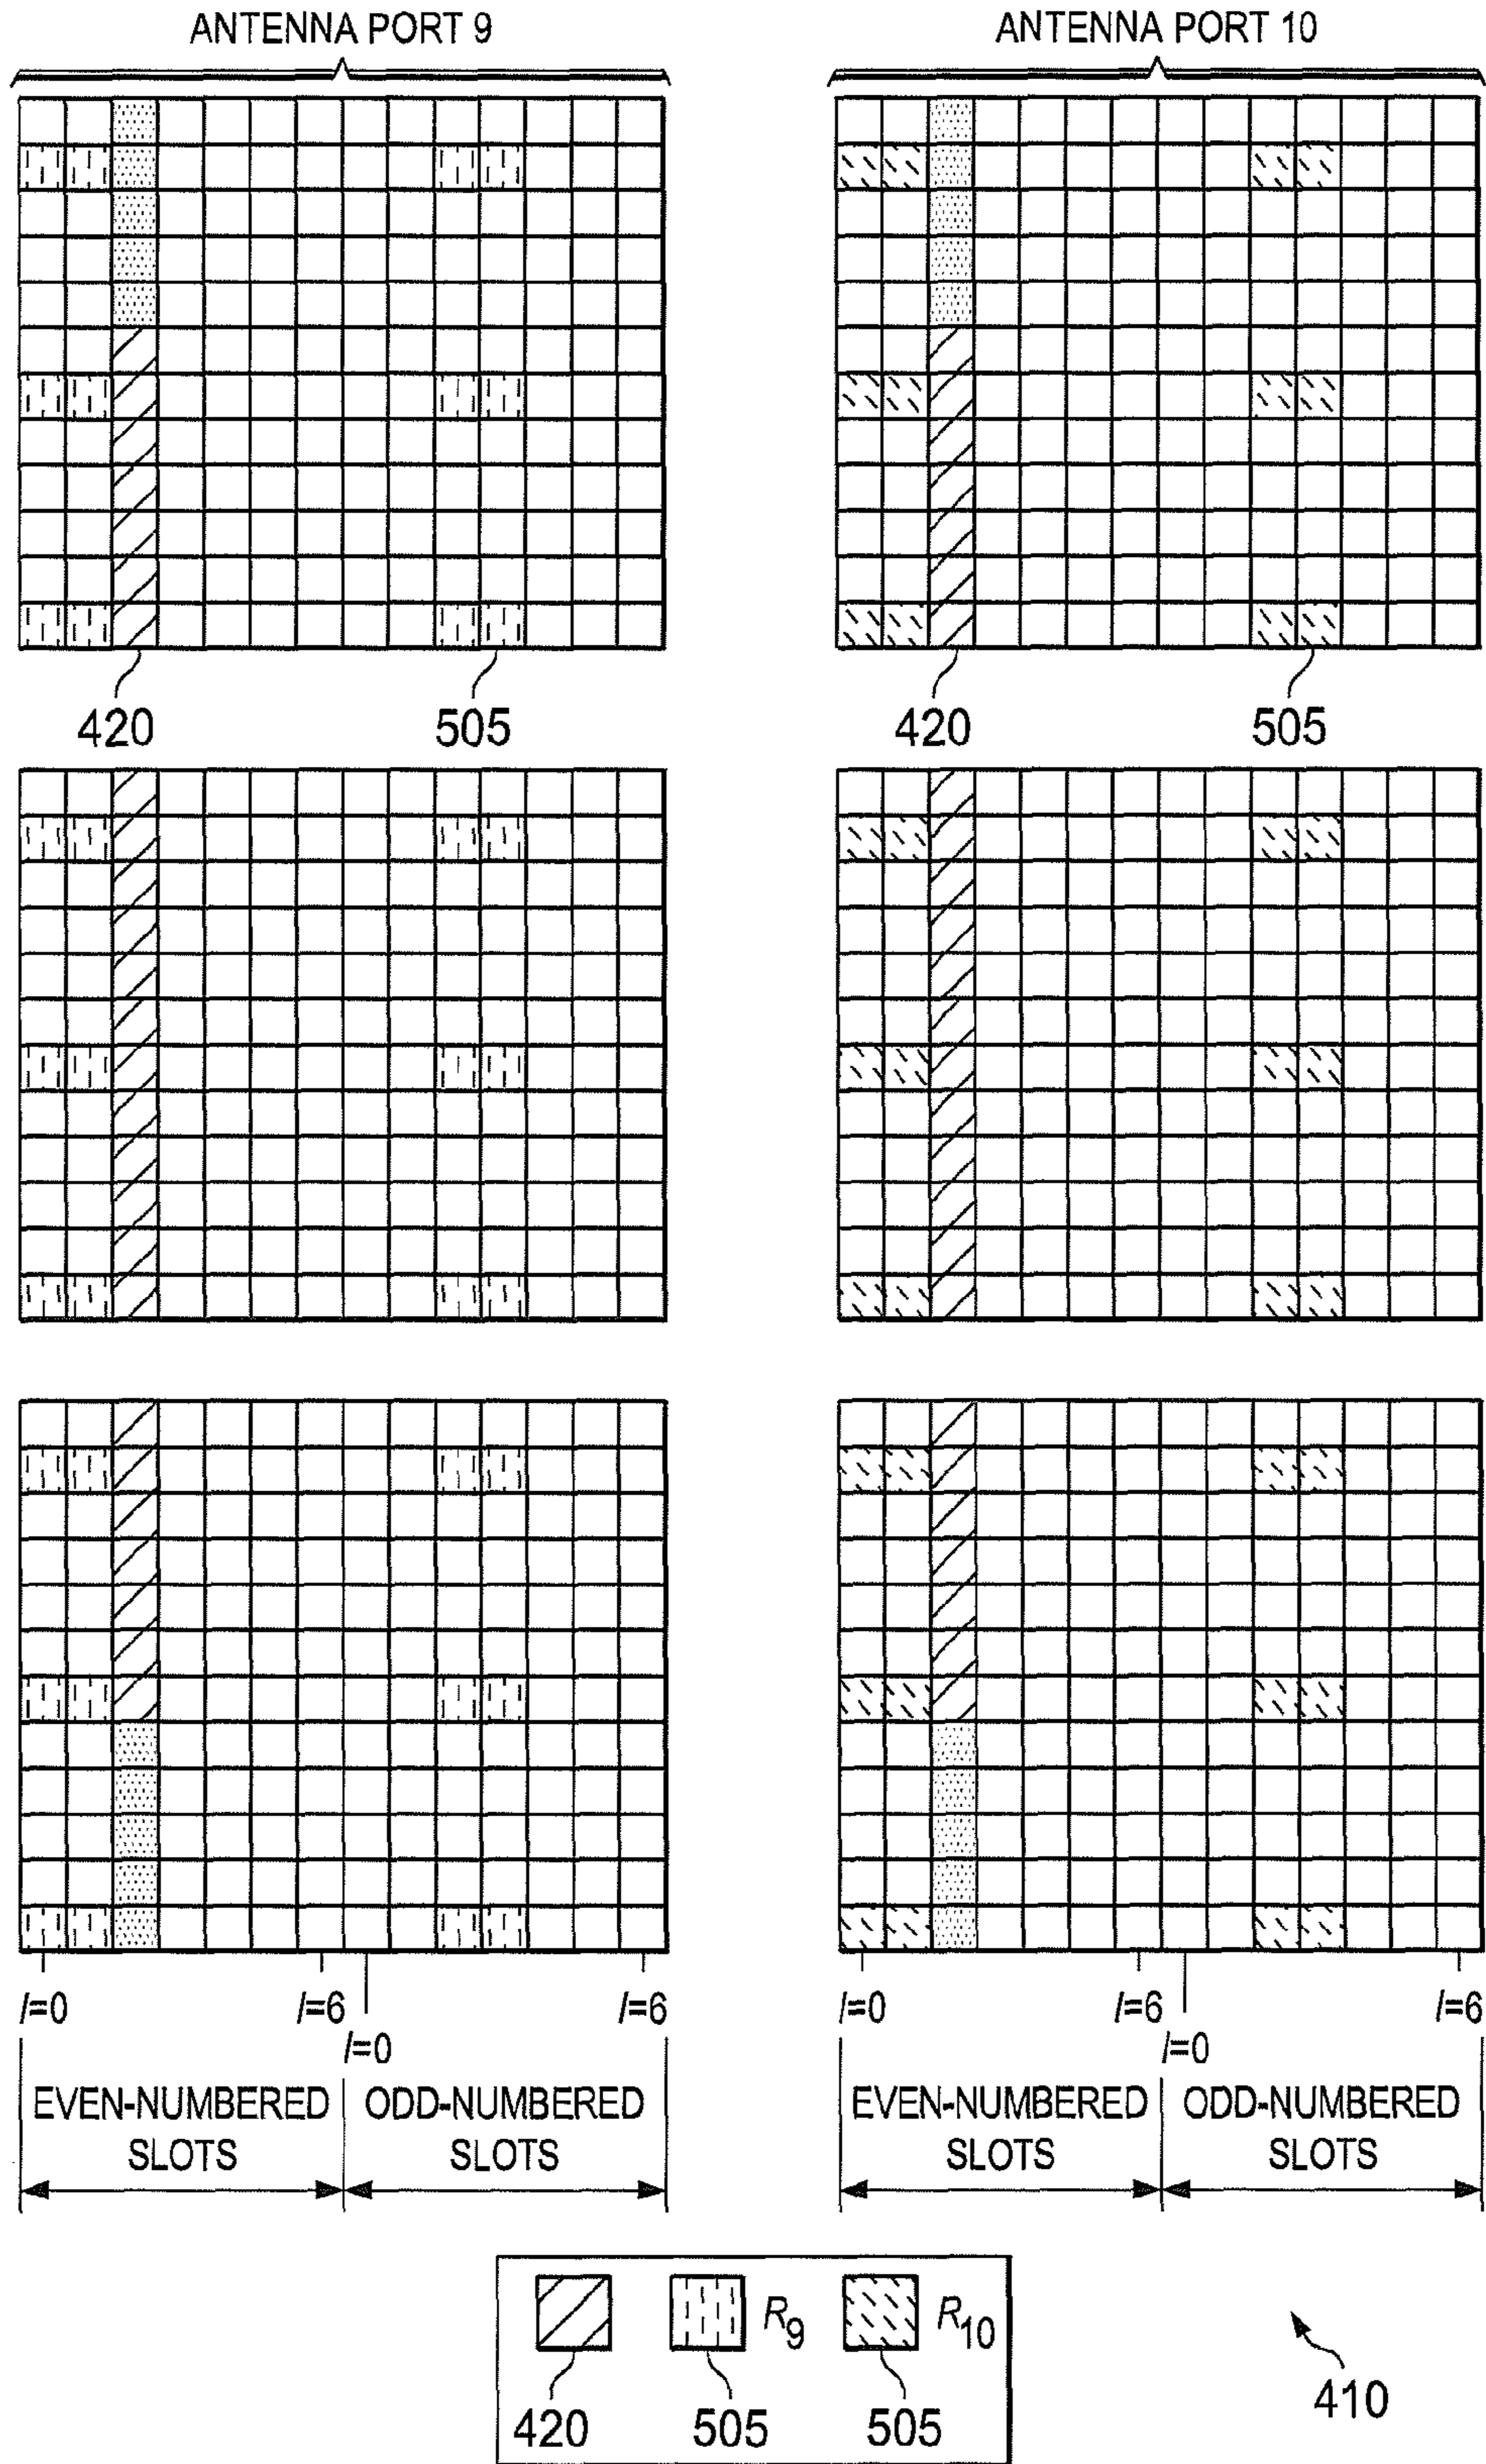 ANTENNA PORT 9
ANTENNA PORT 10
420
505
420
505
l=0
l=6
l=0
l=6
l=0
l=6
l=0
l=6
EVEN-NUMBERED
SLOTS
ODD-NUMBERED
SLOTS
EVEN-NUMBERED
SLOTS
ODD-NUMBERED
SLOTS
R9
R10
420
505
505
410